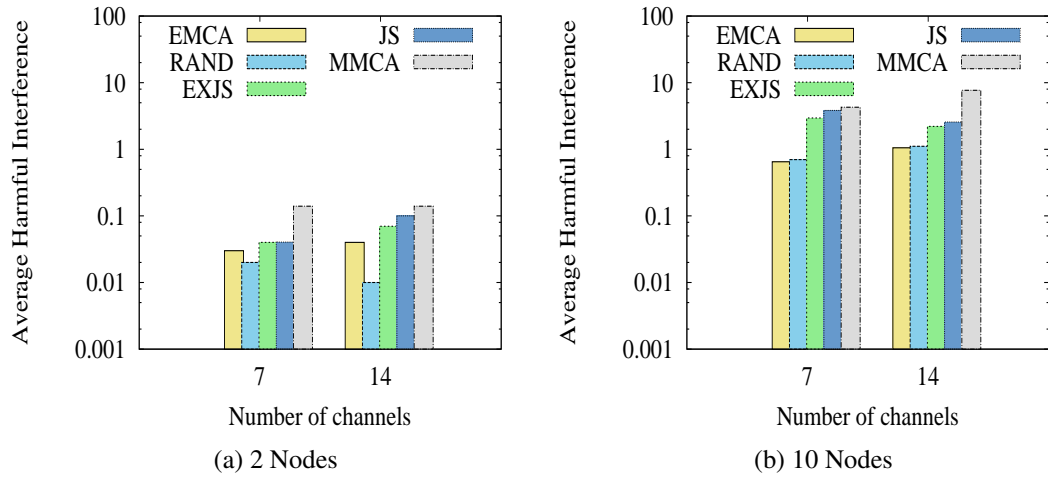 Average Harmful Interference
100
10
1
0.1
0.01
0.001
EMCA
RAND
EXJS
JS
MMCA
7
14
Number of channels
(a) 2 Nodes
Average Harmful Interference
100
10
1
0.1
0.01
0.001
EMCA
RAND
EXJS
JS
MMCA
7
14
Number of channels
(b) 10 Nodes